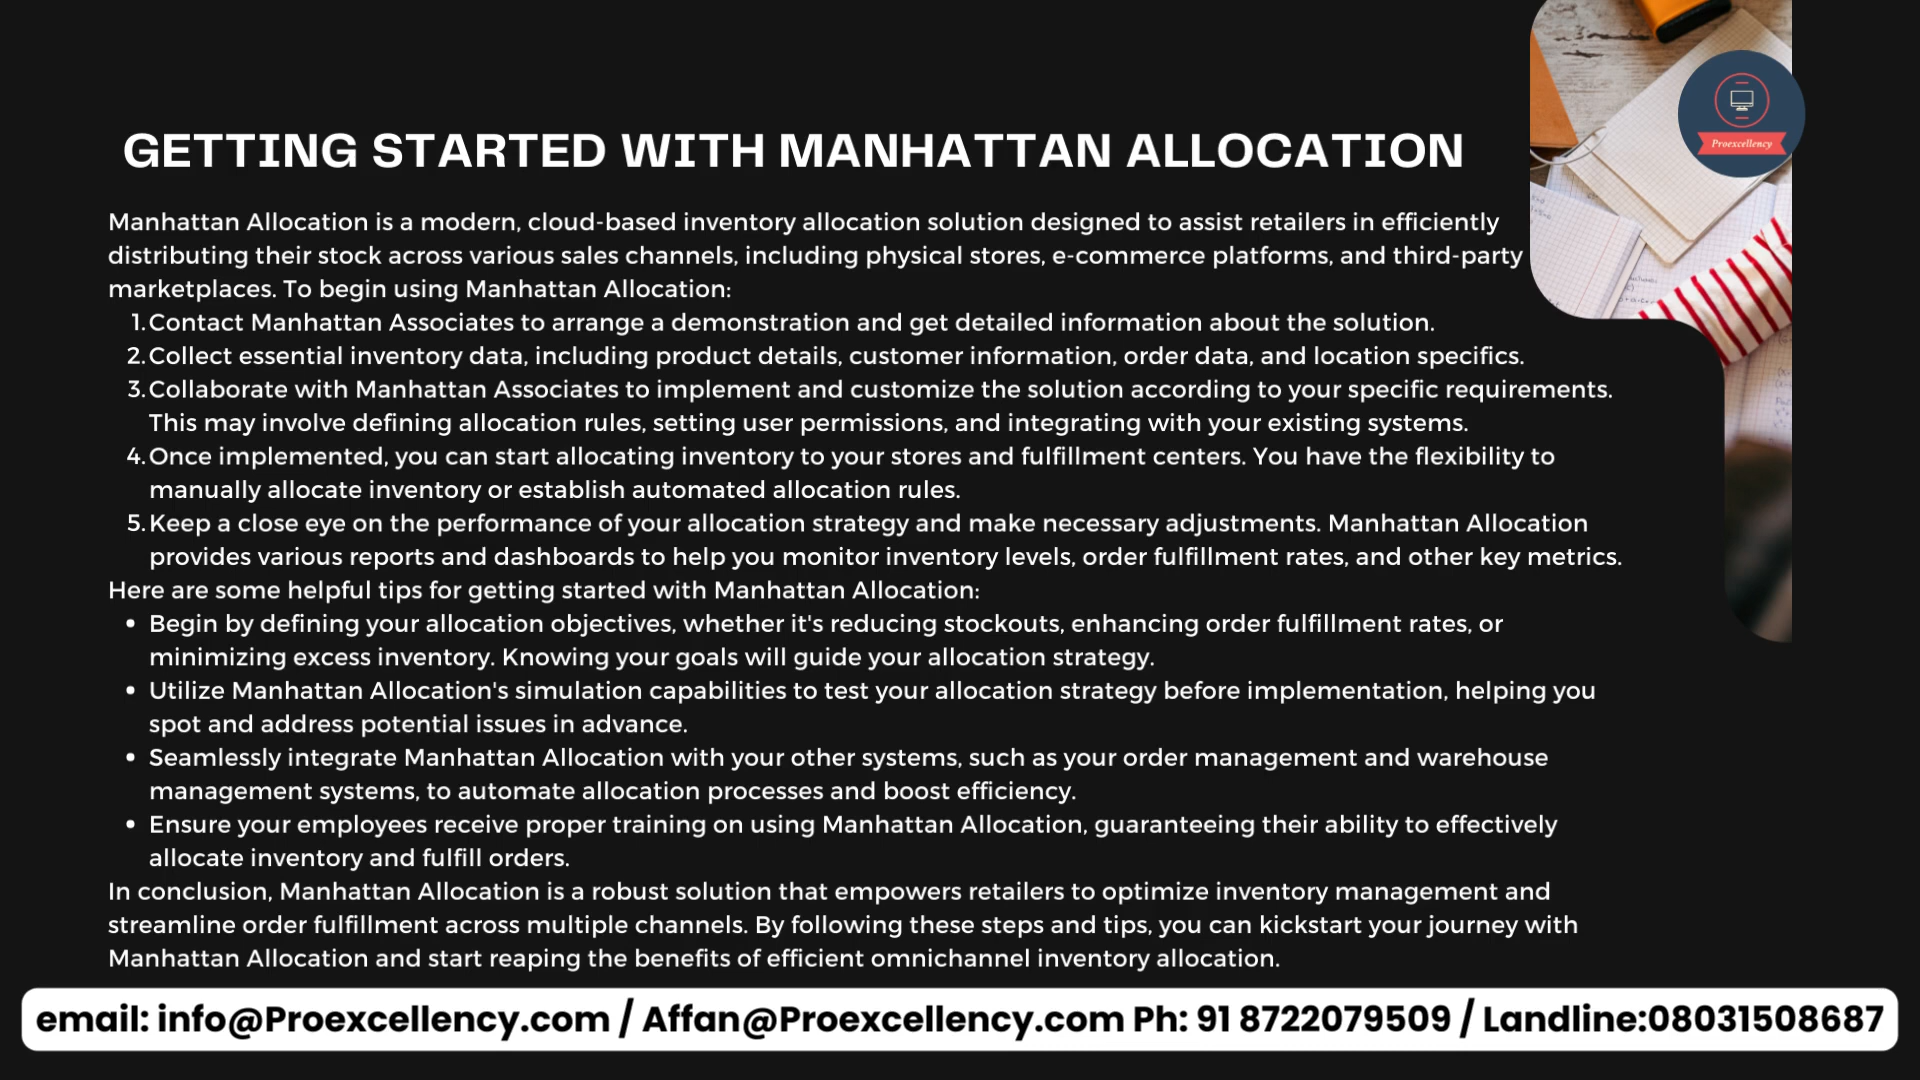 GETTING STARTED WITH MANHATTAN ALLOCATION
Proexcellency
Manhattan Allocation is a modern, cloud-based inventory allocation solution designed to assist retailers in efficiently
distributing their stock across various sales channels, including physical stores, e-commerce platforms, and third-party
marketplaces. To begin using Manhattan Allocation:
1. Contact Manhattan Associates to arrange a demonstration and get detailed information about the solution.
2. Collect essential inventory data, including product details, customer information, order data, and location specifics.
3. Collaborate with Manhattan Associates to implement and customize the solution according to your specific requirements.
This may involve defining allocation rules, setting user permissions, and integrating with your existing systems.
4. Once implemented, you can start allocating inventory to your stores and fulfillment centers. You have the flexibility to
manually allocate inventory or establish automated allocation rules.
5. Keep a close eye on the performance of your allocation strategy and make necessary adjustments. Manhattan Allocation
provides various reports and dashboards to help you monitor inventory levels, order fulfillment rates, and other key metrics.
Here are some helpful tips for getting started with Manhattan Allocation:
• Begin by defining your allocation objectives, whether it's reducing stockouts, enhancing order fulfillment rates, or
minimizing excess inventory. Knowing your goals will guide your allocation strategy.
• Utilize Manhattan Allocation's simulation capabilities to test your allocation strategy before implementation, helping you
spot and address potential issues in advance.
• Seamlessly integrate Manhattan Allocation with your other systems, such as your order management and warehouse
management systems, to automate allocation processes and boost efficiency.
• Ensure your employees receive proper training on using Manhattan Allocation, guaranteeing their ability to effectively
allocate inventory and fulfill orders.
In conclusion, Manhattan Allocation is a robust solution that empowers retailers to optimize inventory management and
streamline order fulfillment across multiple channels. By following these steps and tips, you can kickstart your journey with
Manhattan Allocation and start reaping the benefits of efficient omnichannel inventory allocation.
email: info@Proexcellency.com / Affan@Proexcellency.com Ph: 91 8722079509 / Landline:08031508687